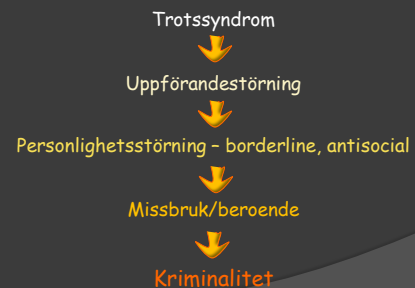 Trotssyndrom
Uppförandestörning
Personlighetsstörning – borderline, antisocial
Missbruk/beroende
Kriminalitet